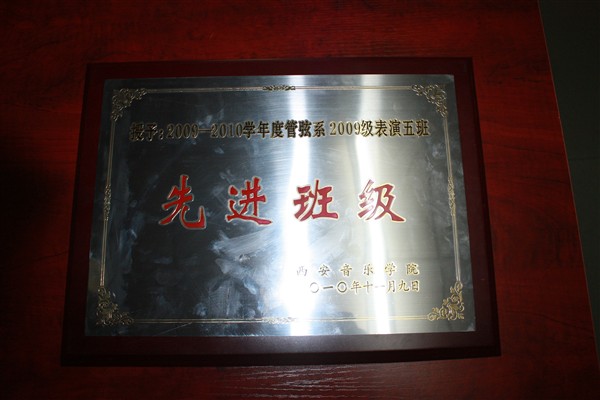 授予：2009-2010学年度管弦系2009级表演五班
先进班级
西安音乐学院
二〇一〇年十一月九日